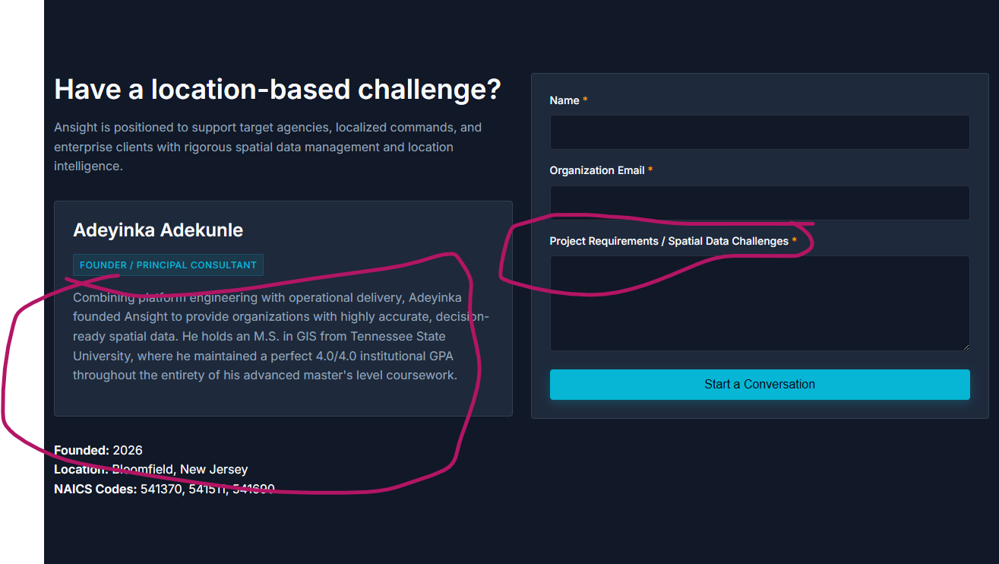 Have a location-based challenge?
Ansight is positioned to support target agencies, localized commands, and
enterprise clients with rigorous spatial data management and location
intelligence.
Adeyinka Adekunle
FOUNDER / PRINCIPAL CONSULTANT
Combining platform engineering with operational delivery, Adeyinka
founded Ansight to provide organizations with highly accurate, decision-
ready spatial data. He holds an M.S. in GIS from Tennessee State
University, where he maintained a perfect 4.0/4.0 institutional GPA
throughout the entirety of his advanced master's level coursework.
Founded: 2026
Location: Bloomfield, New Jersey
NAICS Codes: 541370, 541511, 541690
Name *
Organization Email *
Project Requirements / Spatial Data Challenges *
Start a Conversation